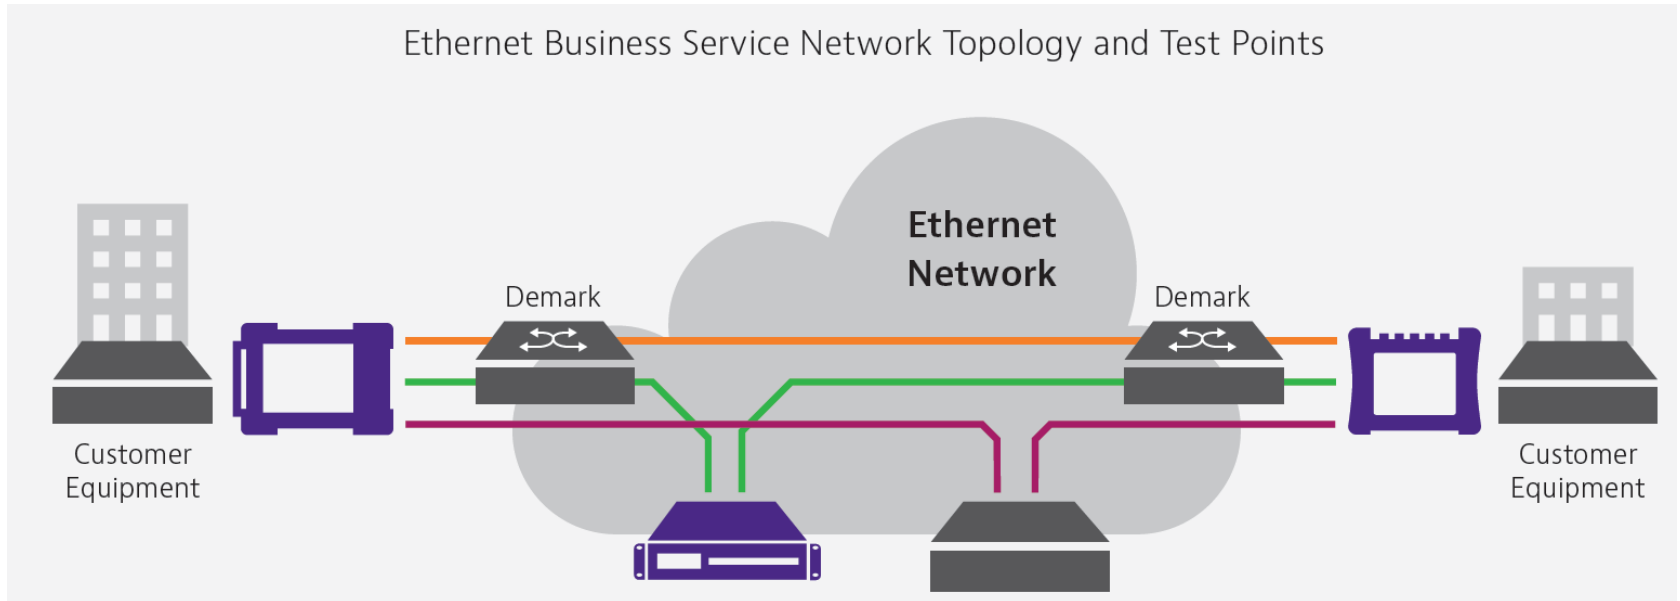 Ethernet Business Service Network Topology and Test Points
Ethernet
Network
Demark
Demark
Customer
Equipment
Customer
Equipment